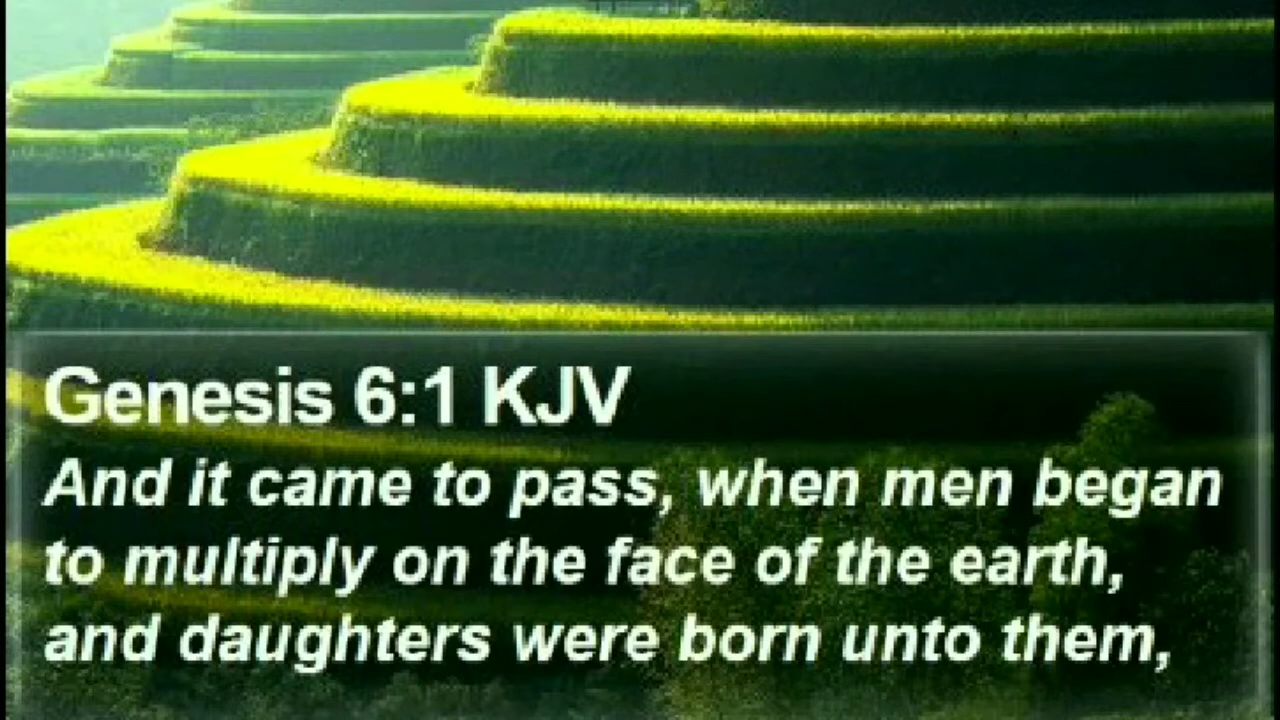 Genesis 6:1 KJV
And it came to pass, when men began
to multiply on the face of the earth,
and daughters were born unto them,